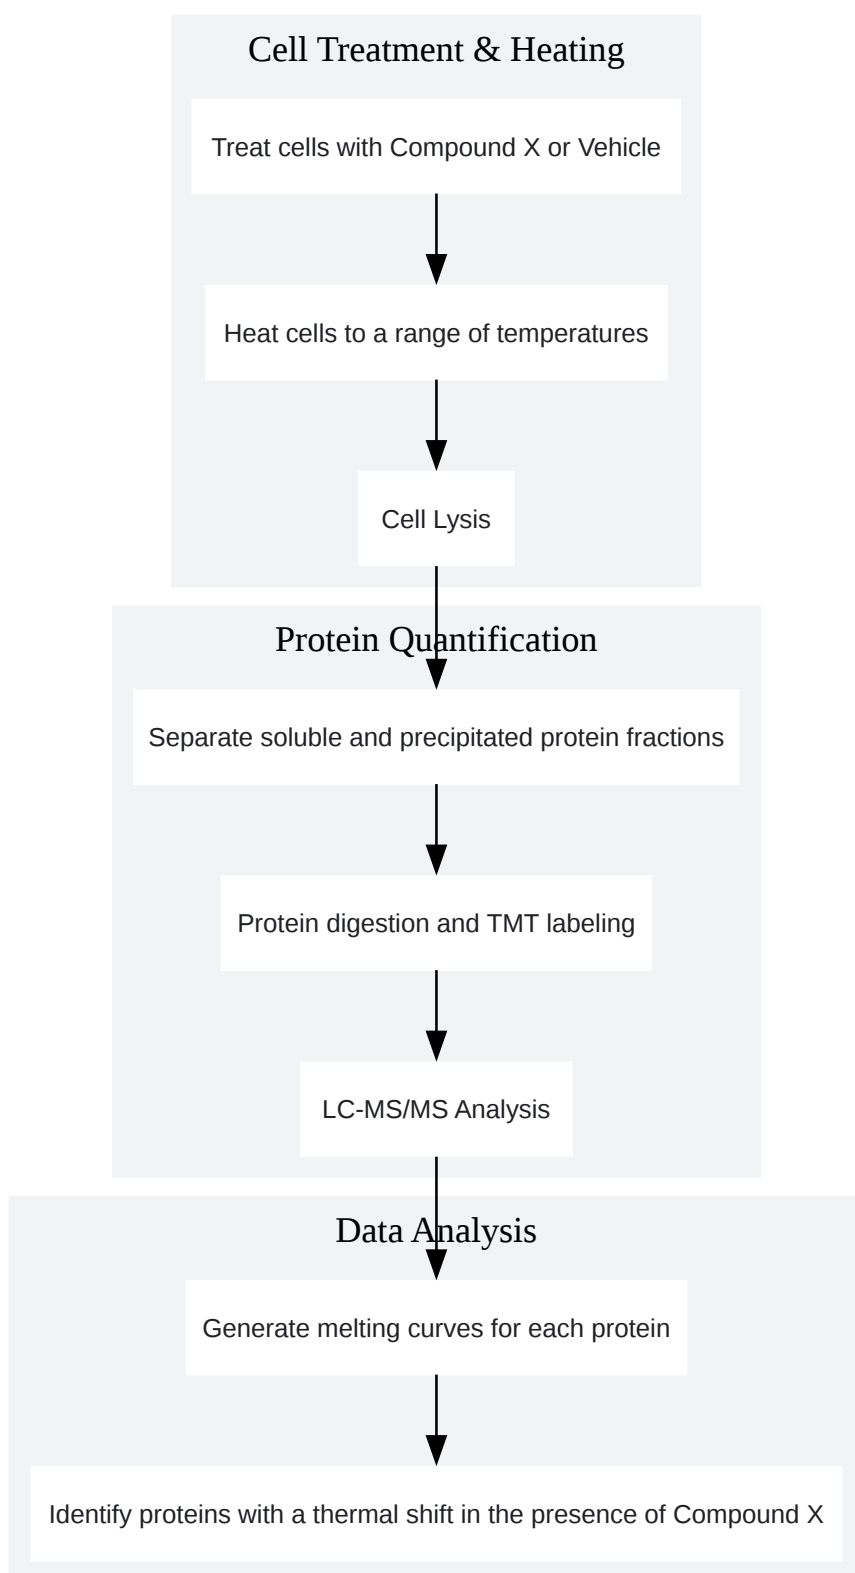 Cell Treatment & Heating
Treat cells with Compound X or Vehicle
Heat cells to a range of temperatures
Cell Lysis
Protein Quantification
Separate soluble and precipitated protein fractions
Protein digestion and TMT labeling
LC-MS/MS Analysis
Data Analysis
Generate melting curves for each protein
Identify proteins with a thermal shift in the presence of Compound X